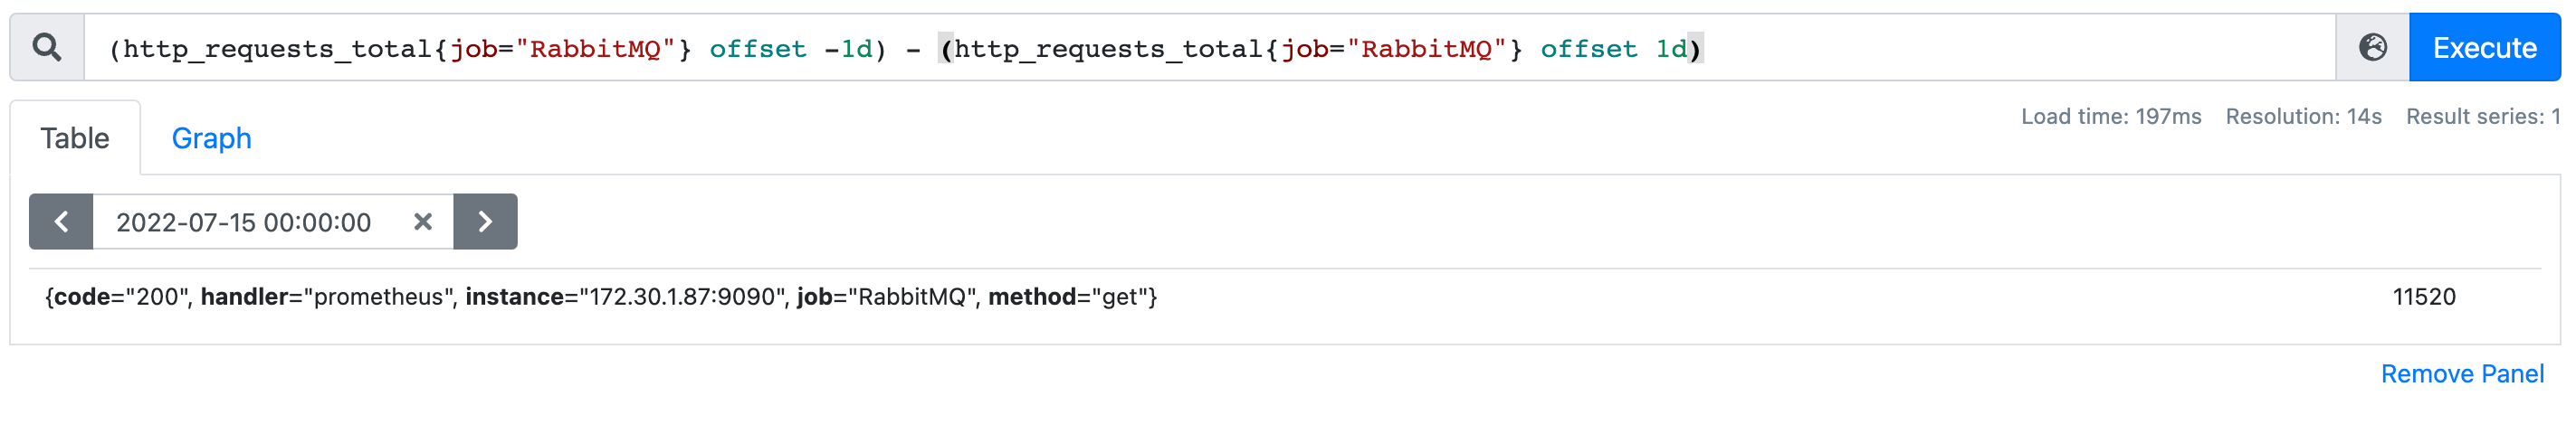 (http_requests_total{job="RabbitMQ"} offset -1d) - (http_requests_total{job="RabbitMQ"} offset 1d)
Execute
Table
Graph
Load time: 197ms Resolution: 14s Result series: 1
2022-07-15 00:00:00
{code="200", handler="prometheus", instance="172.30.1.87:9090", job="RabbitMQ", method="get"} 11520
Remove Panel